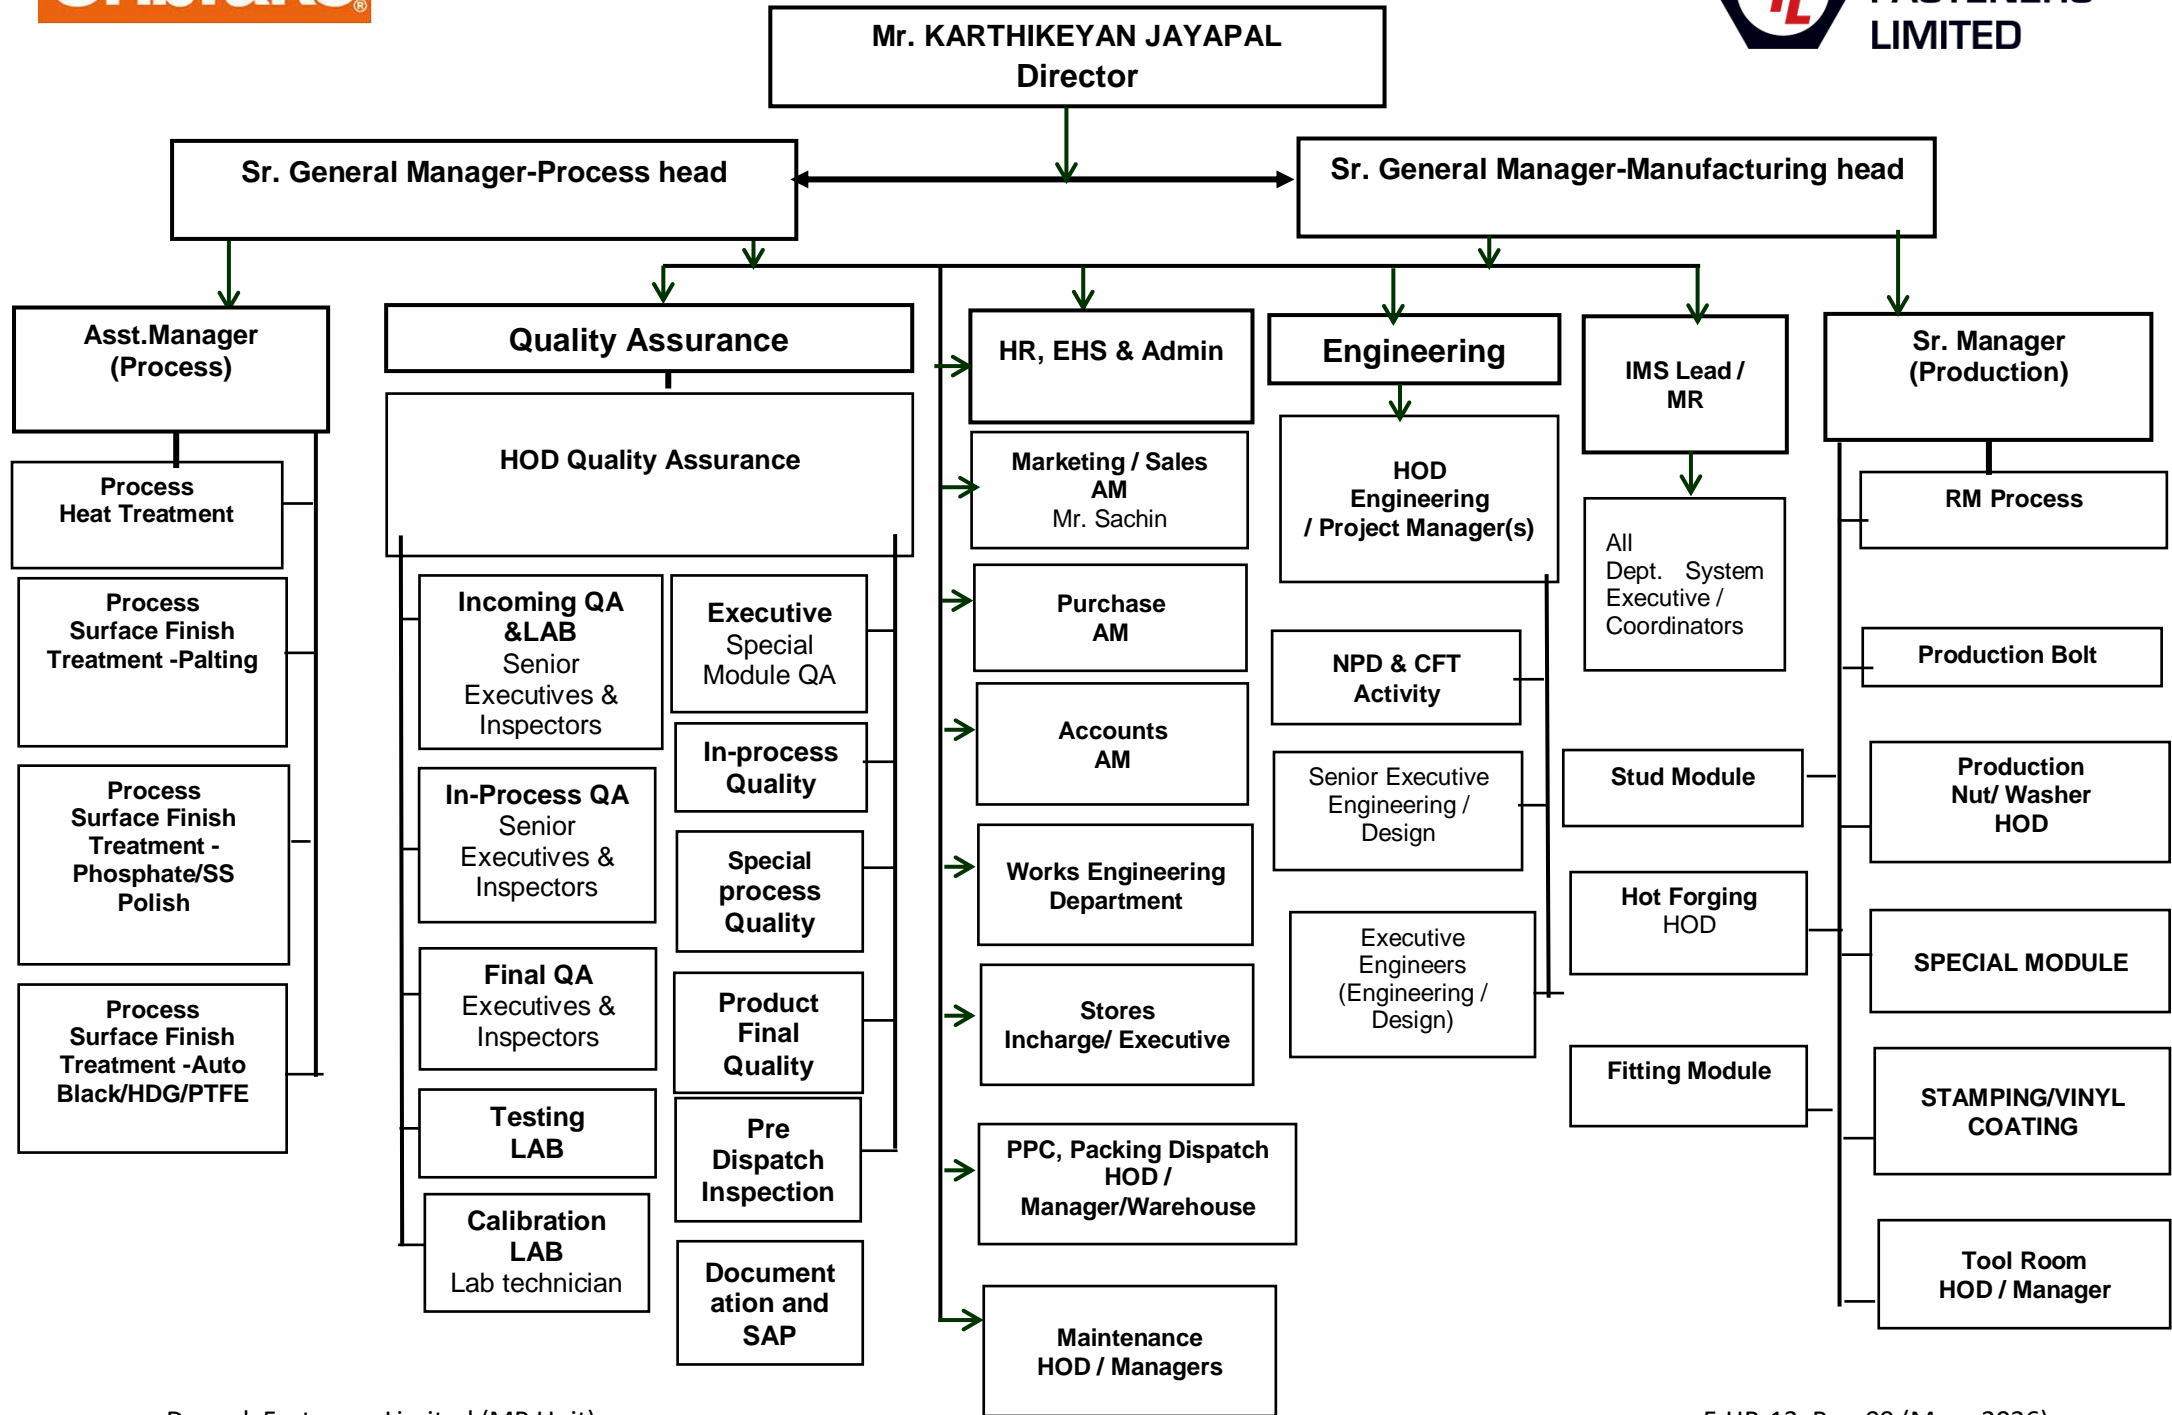 Mr. KARTHIKEYAN JAYAPAL
Director
LIMITED
Sr. General Manager-Process head
Sr. General Manager-Manufacturing head
Asst.Manager
(Process)
Process
Heat Treatment
Process
Surface Finish
Treatment -Palting
Process
Surface Finish
Treatment -
Phosphate/SS
Polish
Process
Surface Finish
Treatment -Auto
Black/HDG/PTFE
Quality Assurance
HOD Quality Assurance
Incoming QA
&LAB
Senior
Executives &
Inspectors
In-Process QA
Senior
Executives &
Inspectors
Final QA
Executives &
Inspectors
Testing
LAB
Calibration
LAB
Lab technician
Executive
Special
Module QA
In-process
Quality
Special
process
Quality
Product
Final
Quality
Pre
Dispatch
Inspection
Document
ation and
SAP
HR, EHS & Admin
Marketing / Sales
AM
Mr. Sachin
Purchase
AM
Accounts
AM
Works Engineering
Department
Stores
Incharge/ Executive
PPC, Packing Dispatch
HOD /
Manager/Warehouse
Maintenance
HOD / Managers
Engineering
HOD
Engineering
/ Project Manager(s)
NPD & CFT
Activity
Senior Executive
Engineering /
Design
Executive
Engineers
(Engineering /
Design)
IMS Lead /
MR
All
Dept. System
Executive /
Coordinators
Stud Module
Hot Forging
HOD
Fitting Module
Sr. Manager
(Production)
RM Process
Production Bolt
Production
Nut/ Washer
HOD
SPECIAL MODULE
STAMPING/VINYL
COATING
Tool Room
HOD / Manager